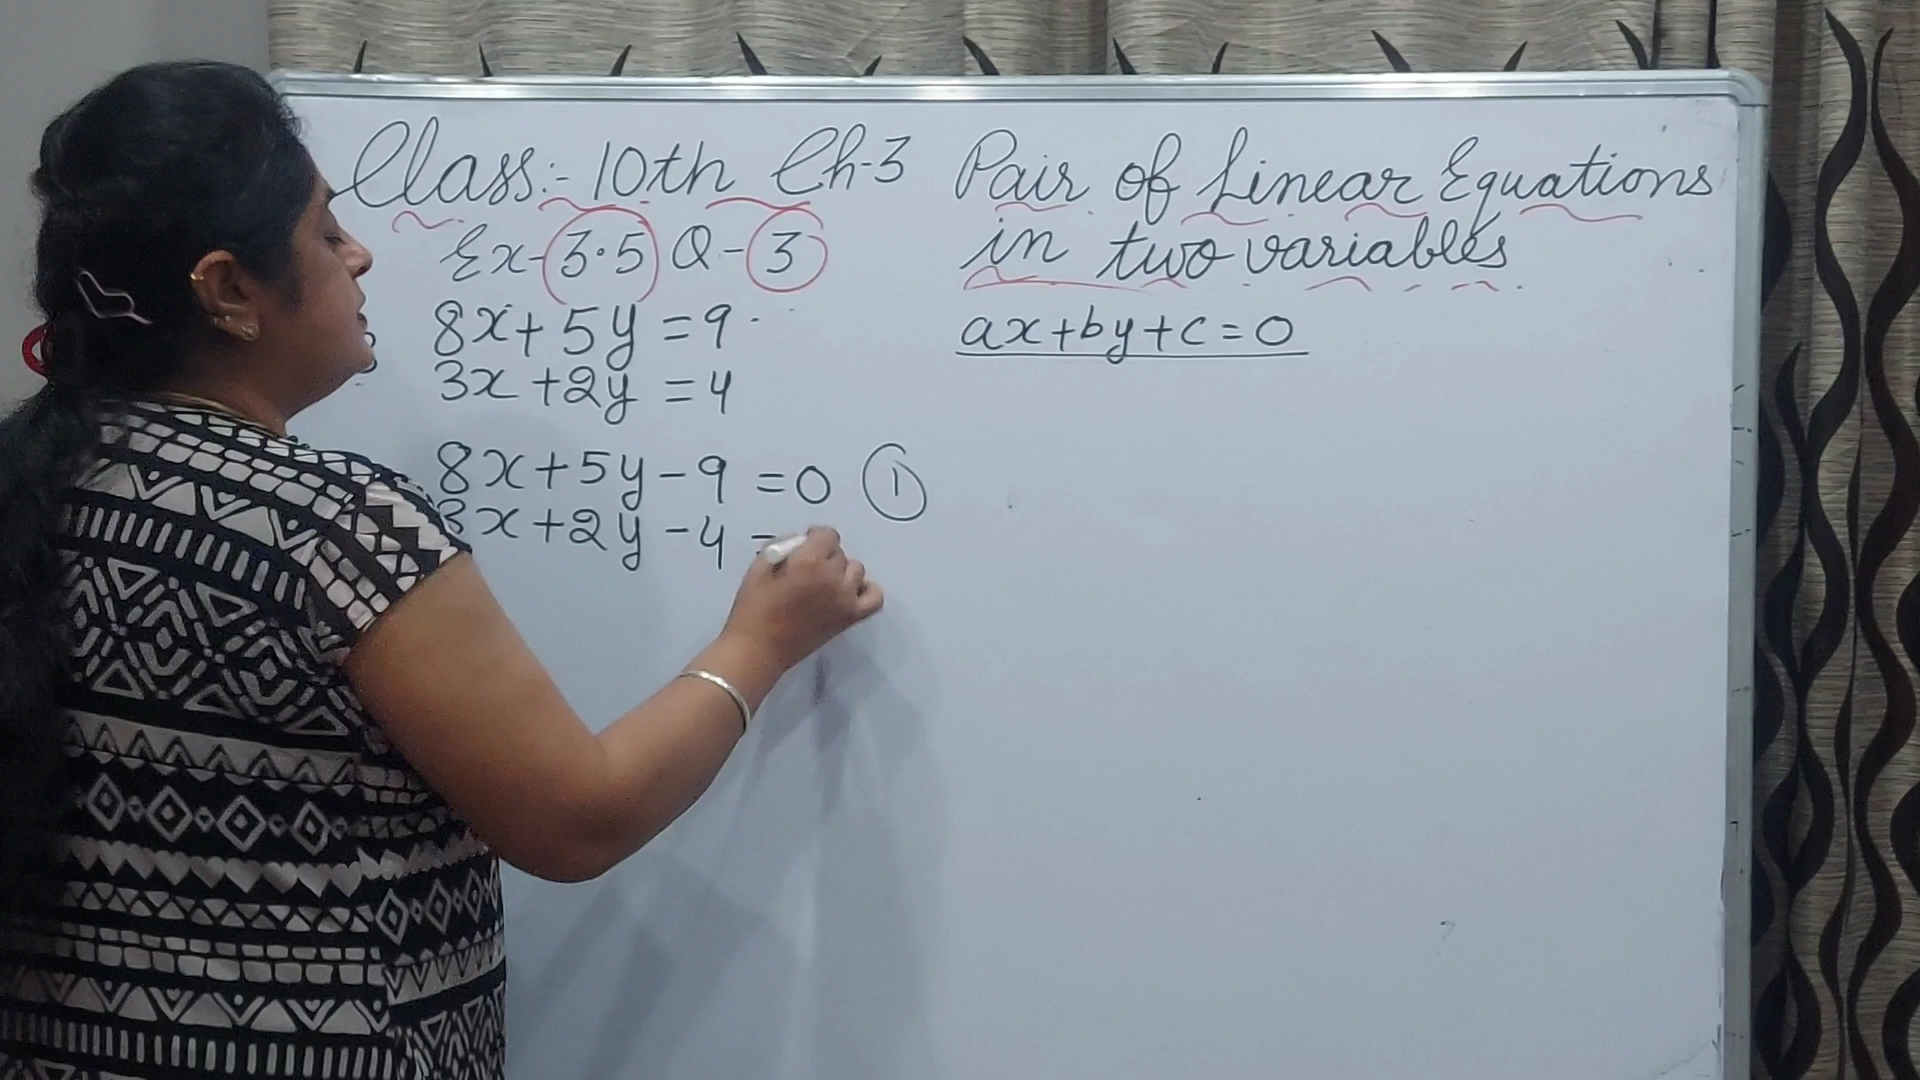 Class:- 10th Ch-3 Pair of Linear Equations
in two variables
Ex-3.5 Q-3
8x+5y=9
3x+2y=4
ax+by+c=0
8x+5y-9=0 1
3x+2y-4=